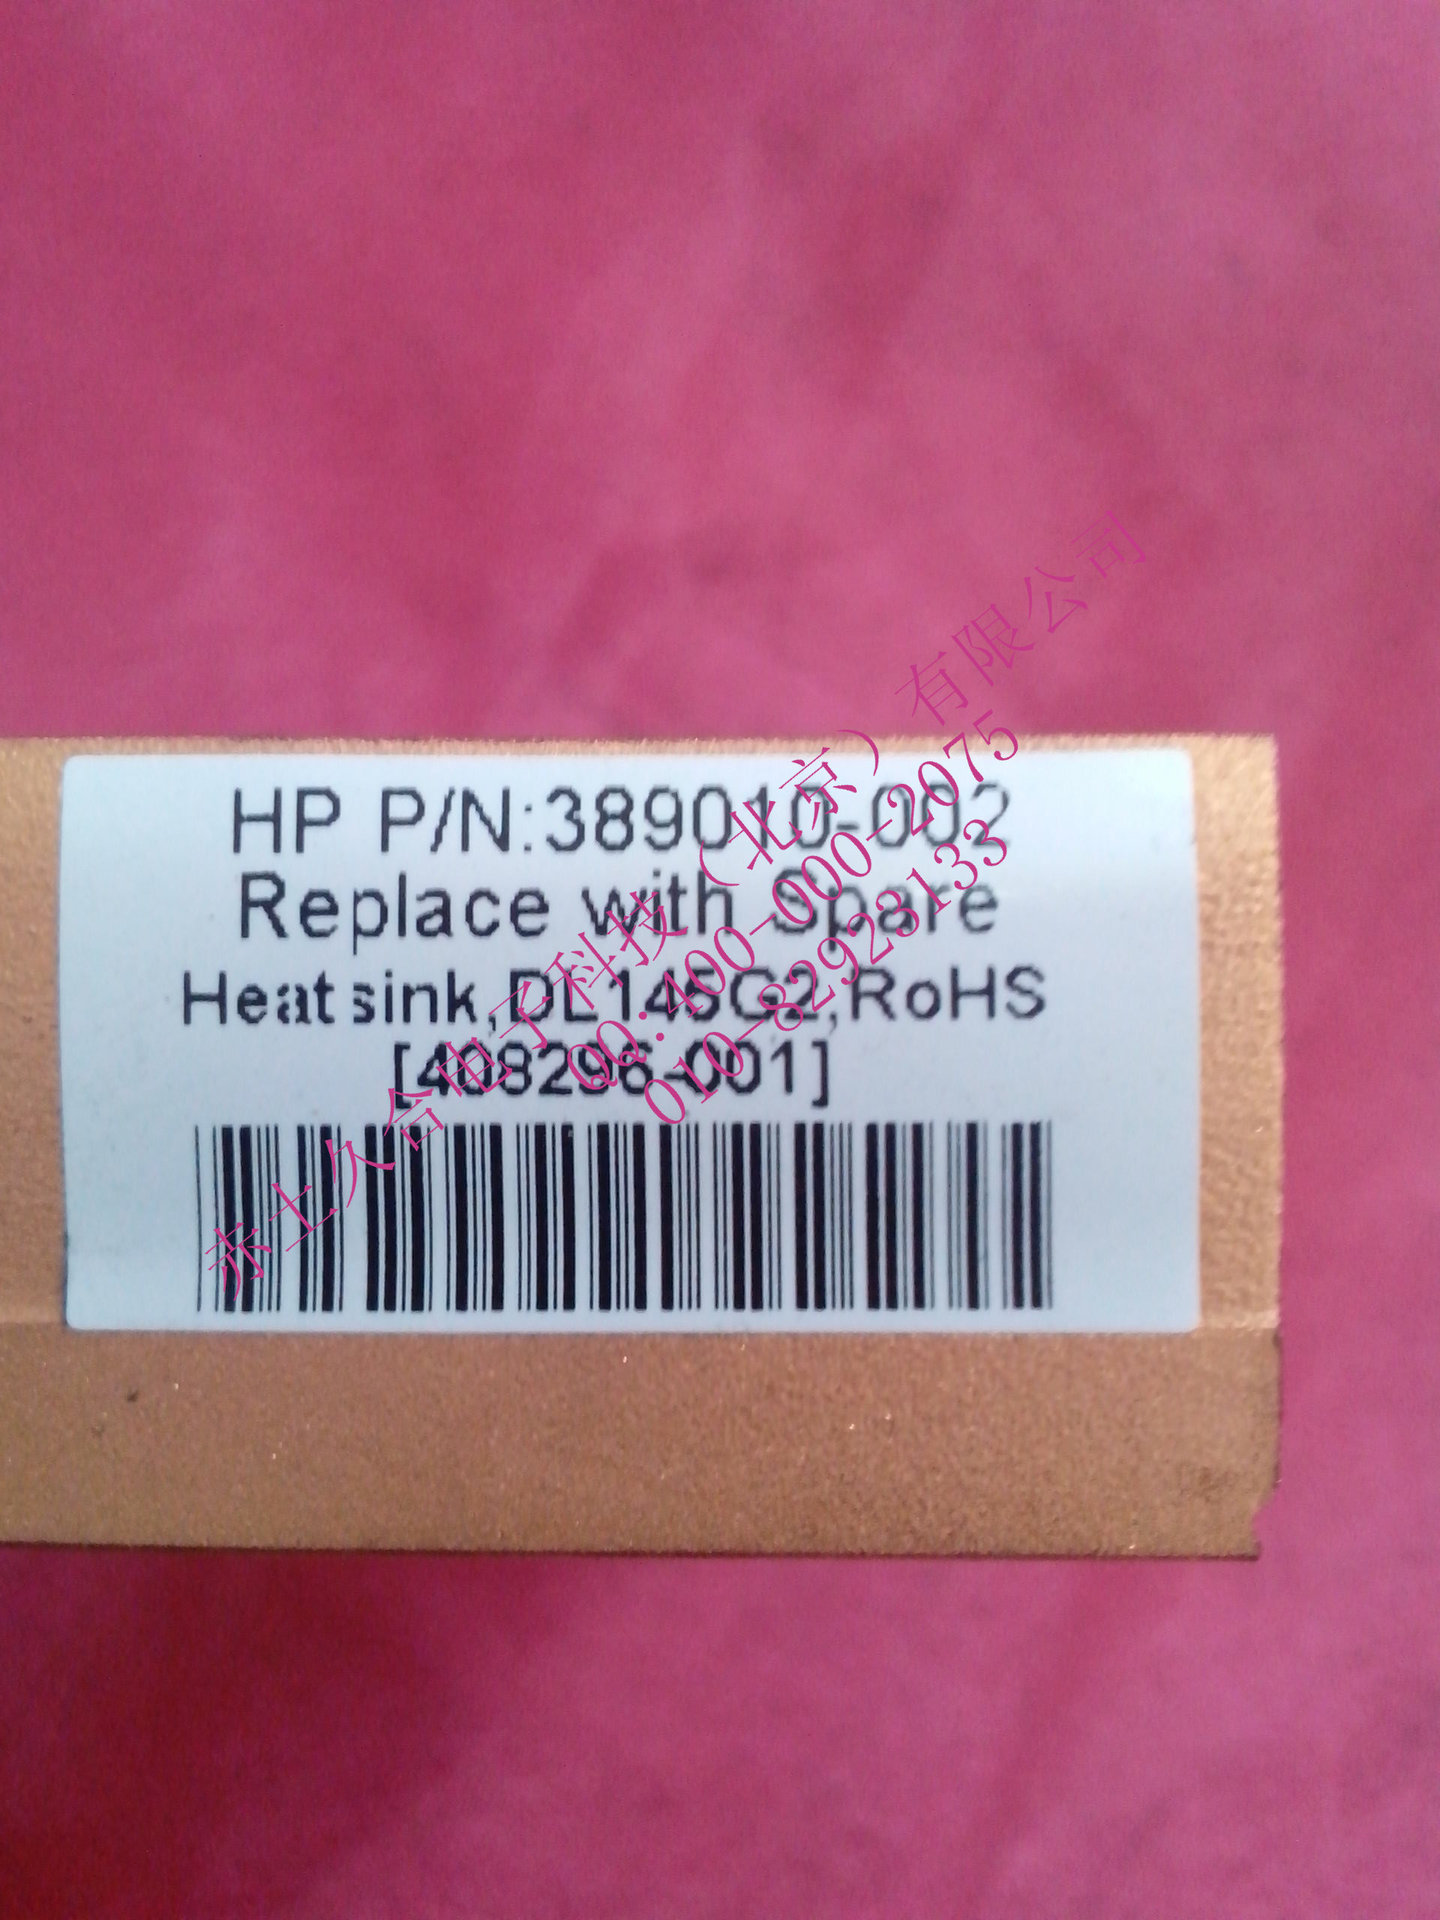 HP P/N:389010-002
Replace with Spare
Heatsink,DL145G2,RoHS
[408296-001]
赤土久合电子科技（北京）有限公司
QQ:400-000-2075
010-82923133